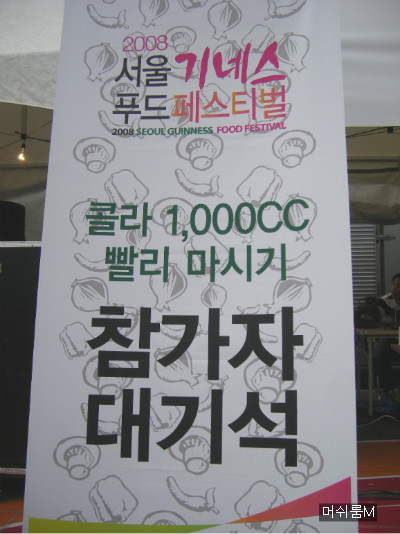 2008
서울 기네스
푸드 페스티벌
2008 SEOUL GUINNESS FOOD FESTIVAL
콜라 1,000CC
빨리 마시기
참가자
대기석
머쉬룸M